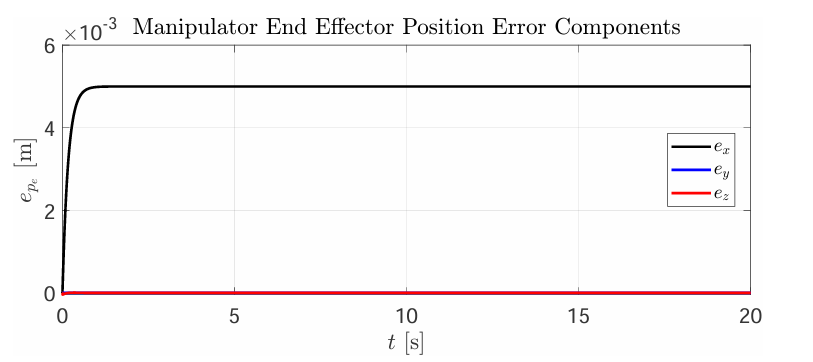 ×10⁻³ Manipulator End Effector Position Error Components
6
4
2
0
e_{p_e} [m]
e_x
e_y
e_z
0 5 10 15 20
t [s]